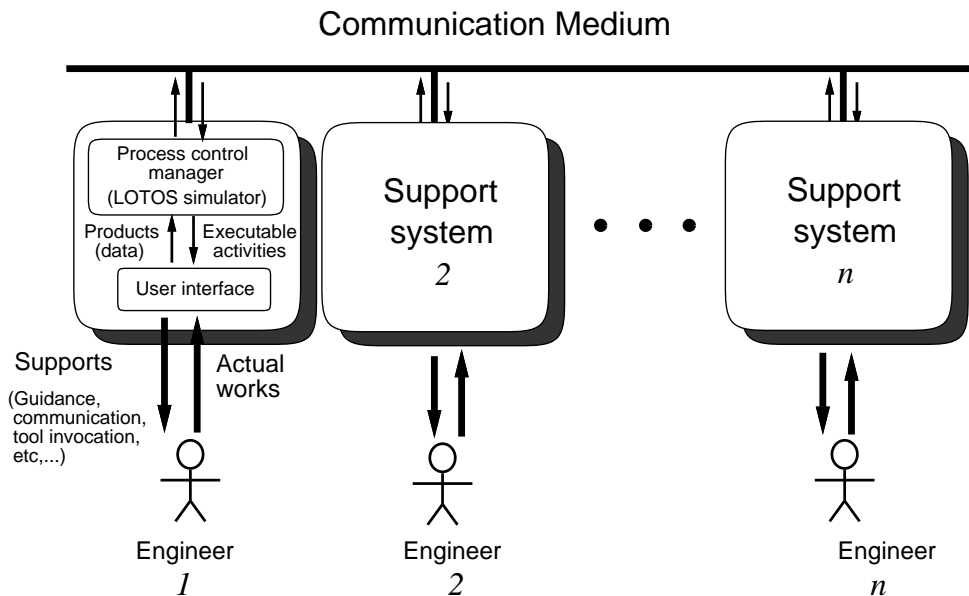 Communication Medium
Process control
manager
(LOTOS simulator)
Products
(data)
Executable
activities
User interface
Supports
(Guidance,
communication,
tool invocation,
etc,...)
Actual
works
Engineer
1
Support
system
2
Engineer
2
Support
system
n
Engineer
n